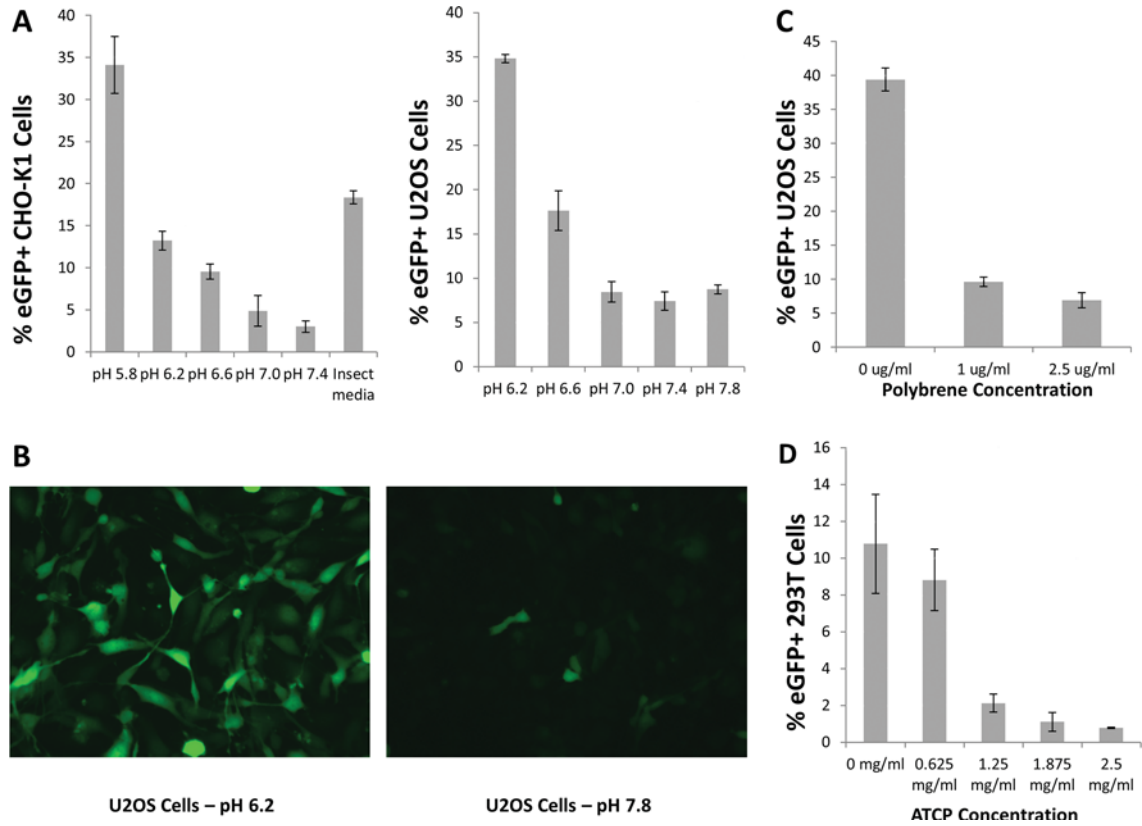 A
% eGFP+ CHO-K1 Cells
40
35
30
25
20
15
10
5
0
pH 5.8 pH 6.2 pH 6.6 pH 7.0 pH 7.4 Insect
media
% eGFP+ U2OS Cells
40
35
30
25
20
15
10
5
0
pH 6.2 pH 6.6 pH 7.0 pH 7.4 pH 7.8
C
% eGFP+ U2OS Cells
45
40
35
30
25
20
15
10
5
0
0 ug/ml 1 ug/ml 2.5 ug/ml
Polybrene Concentration
B
U2OS Cells – pH 6.2
U2OS Cells – pH 7.8
D
% eGFP+ 293T Cells
16
14
12
10
8
6
4
2
0
0 mg/ml 0.625 1.25 1.875 2.5
mg/ml mg/ml mg/ml mg/ml
ATCP Concentration